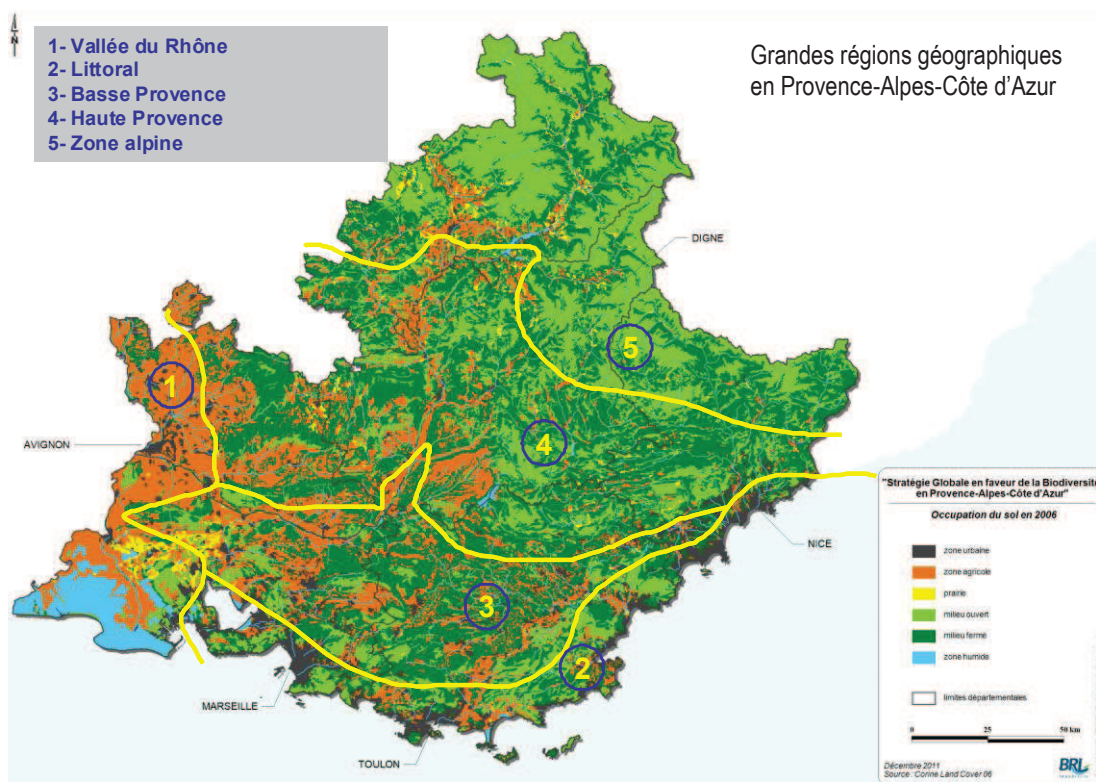 N
1- Vallée du Rhône
2- Littoral
3- Basse Provence
4- Haute Provence
5- Zone alpine
Grandes régions géographiques
en Provence-Alpes-Côte d'Azur
DIGNE
5
1
AVIGNON
4
NICE
3
2
MARSEILLE
TOULON
"Stratégie Globale en faveur de la Biodiversité
en Provence-Alpes-Côte d'Azur"
Occupation du sol en 2006
zone urbaine
zone agricole
prairie
milieu ouvert
milieu fermé
zone humide
limites départementales
0 25 50 km
Décembre 2011
Source : Corine Land Cover 06
BRL